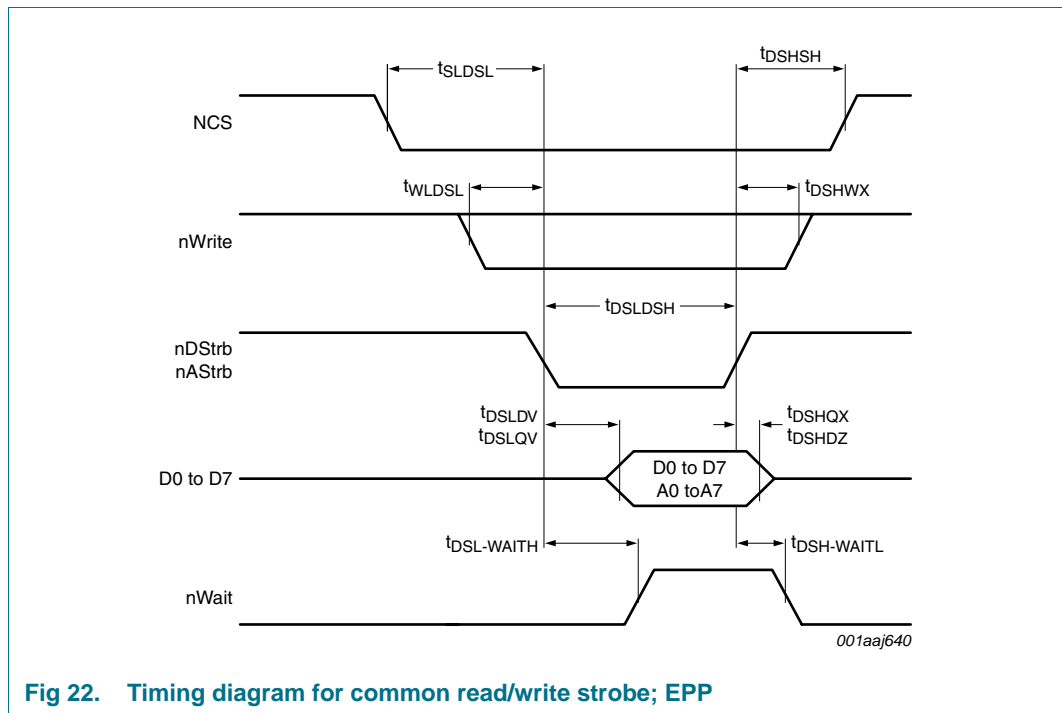 tSLDSL
tDSHSH
NCS
tWLDSL
tDSHWX
nWrite
tDSLDSH
nDStrb
nAStrb
tDSLDV
tDSLQV
tDSHQX
tDSHDZ
D0 to D7
D0 to D7
A0 toA7
tDSL-WAITH
tDSH-WAITL
nWait
001aaj640
Fig 22. Timing diagram for common read/write strobe; EPP